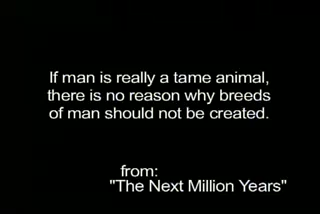 If man is really a tame animal,
there is no reason why breeds
of man should not be created.
from:
"The Next Million Years"